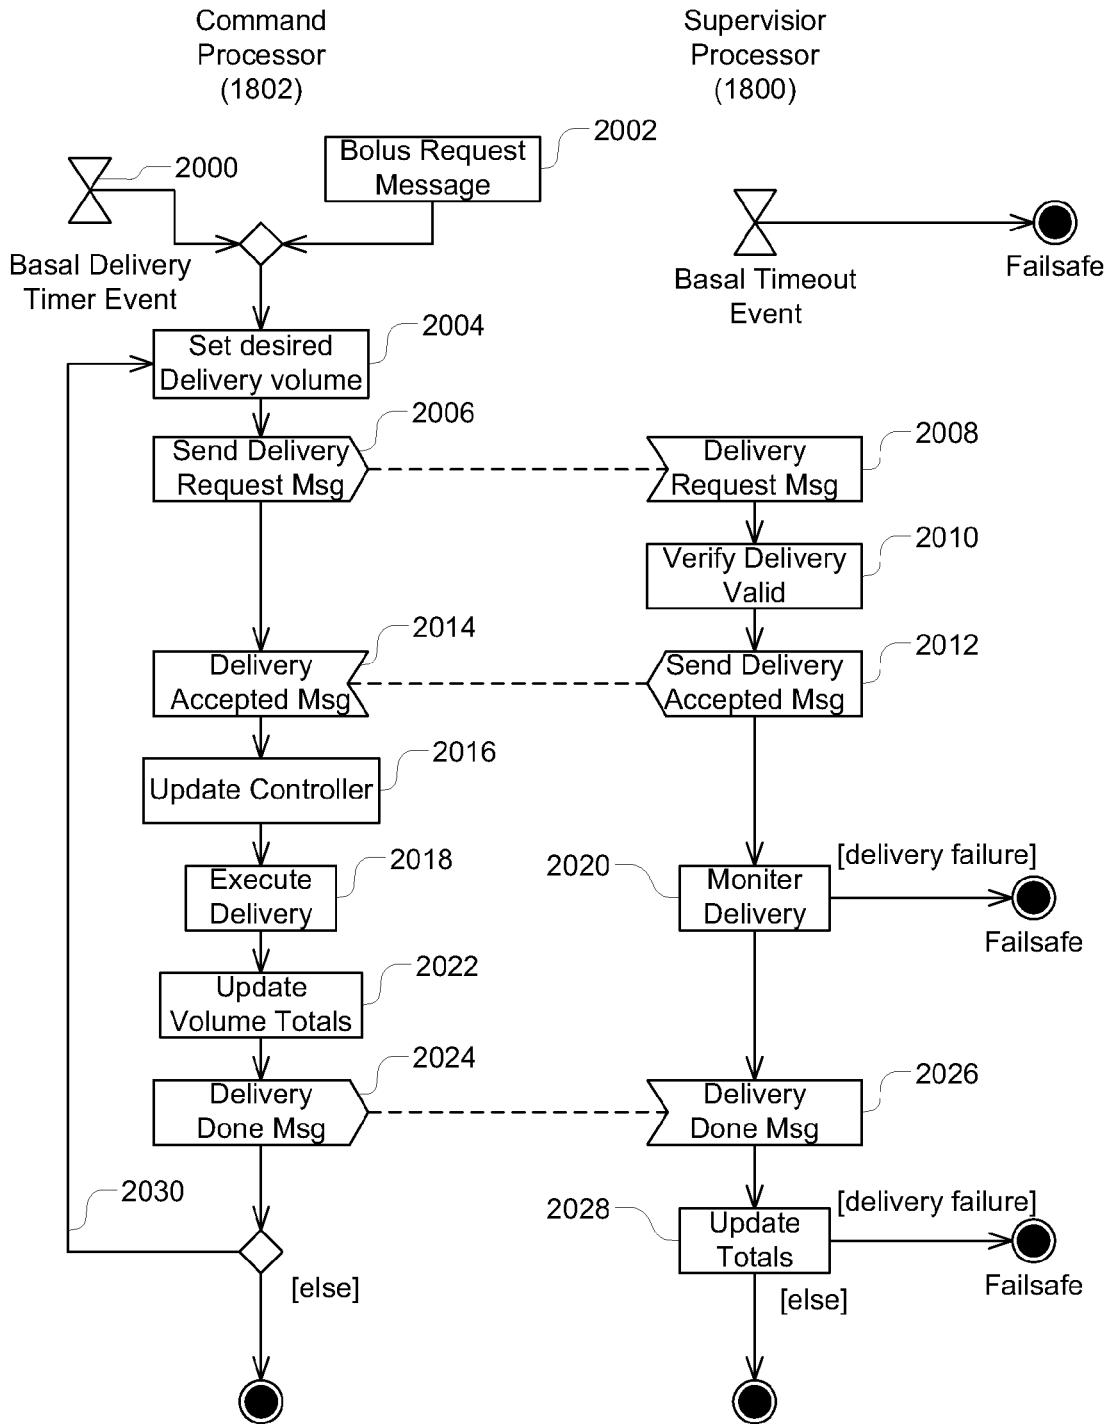 Command
Processor
(1802)
Supervisior
Processor
(1800)
2000
Bolus Request
Message
2002
Basal Delivery
Timer Event
Basal Timeout
Event
Failsafe
Set desired
Delivery volume
2004
Send Delivery
Request Msg
2006
Delivery
Request Msg
2008
Verify Delivery
Valid
2010
Delivery
Accepted Msg
2014
Send Delivery
Accepted Msg
2012
Update Controller
2016
Execute
Delivery
2018
2020
Moniter
Delivery
[delivery failure]
Failsafe
Update
Volume Totals
2022
Delivery
Done Msg
2024
Delivery
Done Msg
2026
2030
[else]
2028
Update
Totals
[delivery failure]
Failsafe
[else]